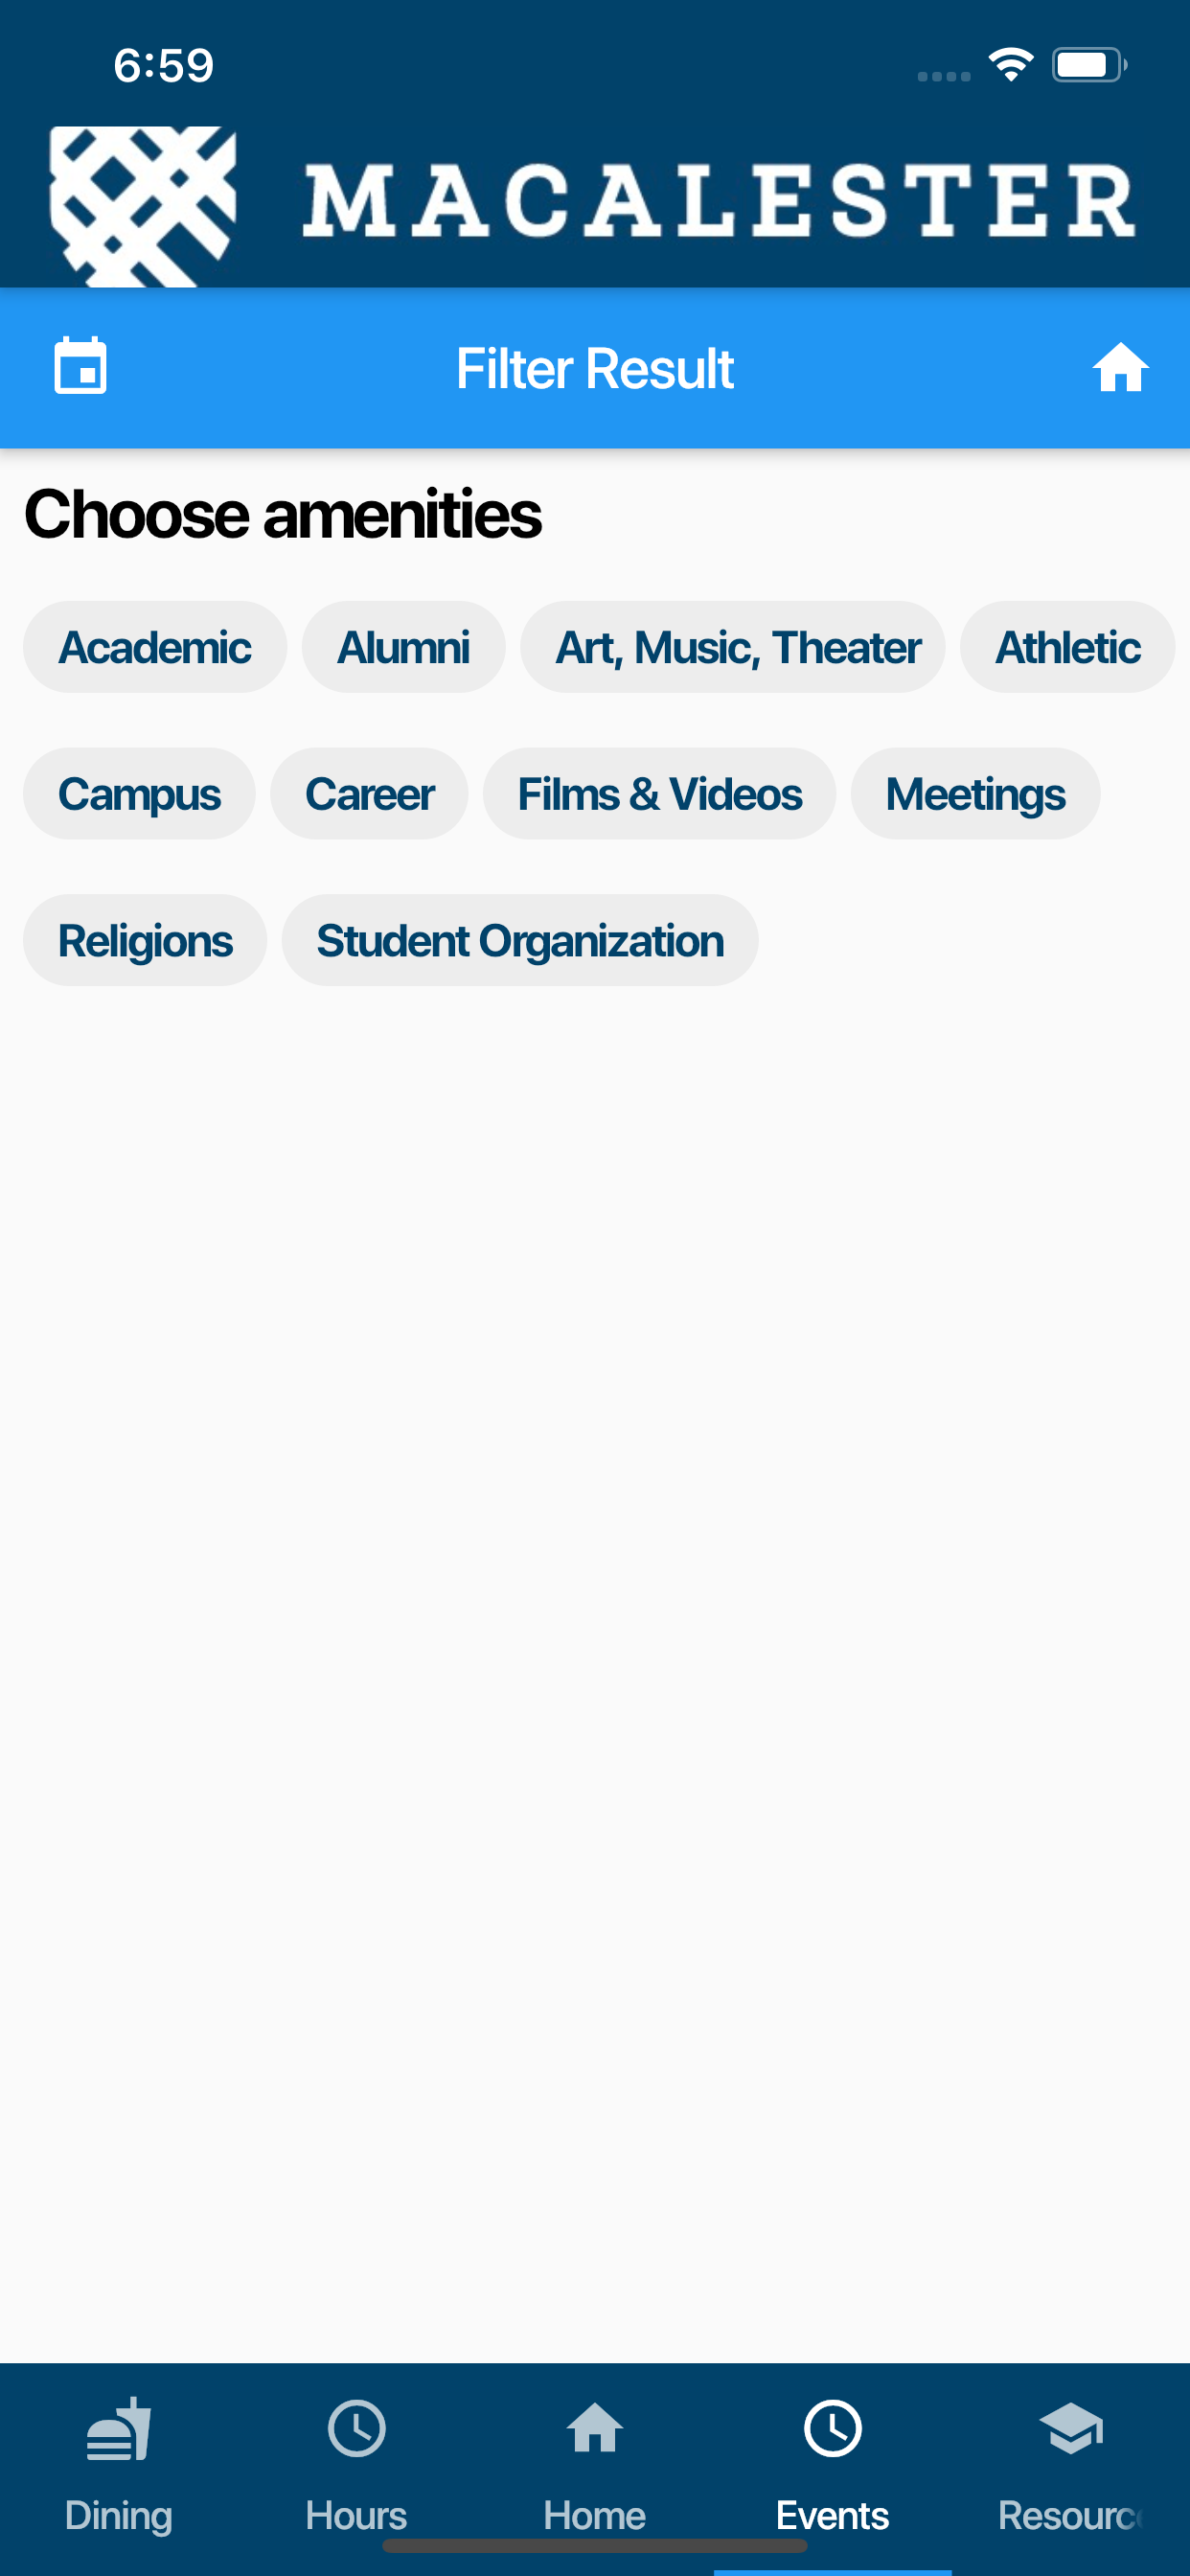 6:59
MACALESTER
Filter Result
Choose amenities
Academic Alumni Art, Music, Theater Athletic
Campus Career Films & Videos Meetings
Religions Student Organization
Dining Hours Home Events Resourc